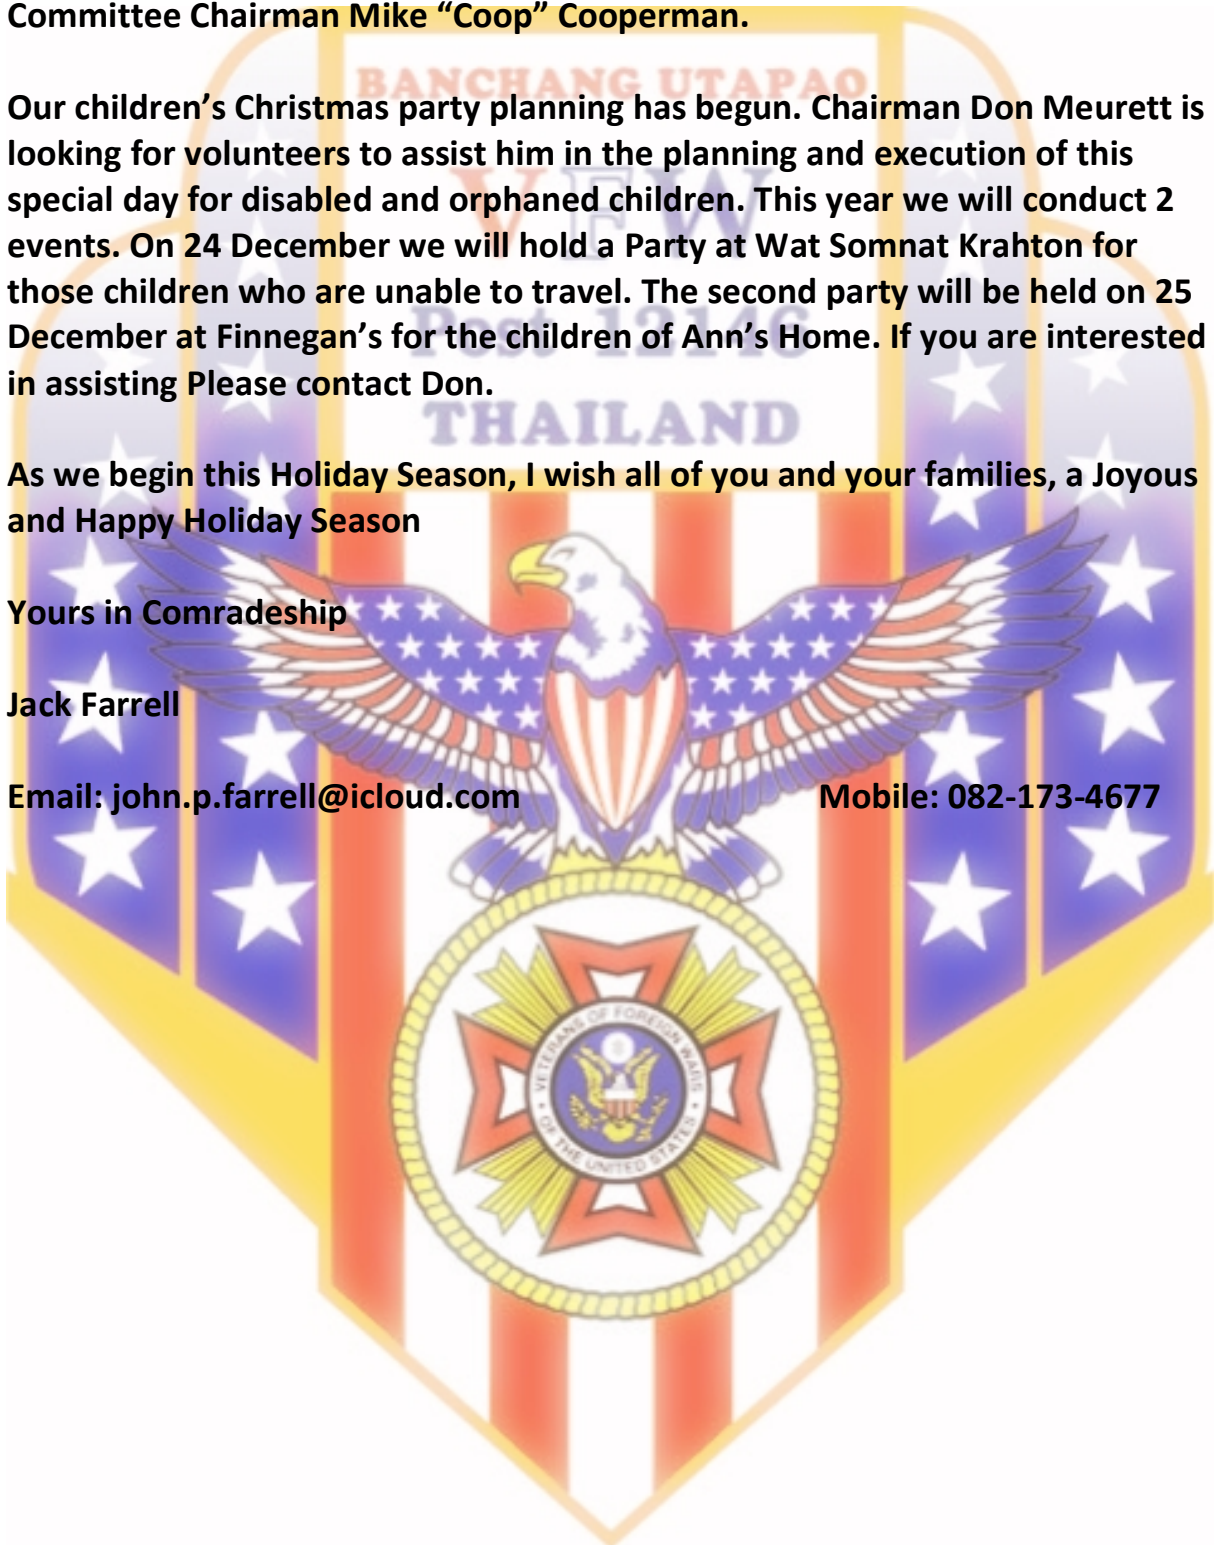 Committee Chairman Mike “Coop” Cooperman.
BANCHANG UTAPAO
Our children’s Christmas party planning has begun. Chairman Don Meurett is
looking for volunteers to assist him in the planning and execution of this
VFW
special day for disabled and orphaned children. This year we will conduct 2
events. On 24 December we will hold a Party at Wat Somnat Krahton for
those children who are unable to travel. The second party will be held on 25
Post 12146
December at Finnegan’s for the children of Ann’s Home. If you are interested
in assisting Please contact Don.
THAILAND
As we begin this Holiday Season, I wish all of you and your families, a Joyous
and Happy Holiday Season
Yours in Comradeship
Jack Farrell
Email: john.p.farrell@icloud.com Mobile: 082-173-4677
VETERANS OF FOREIGN WARS
OF THE UNITED STATES